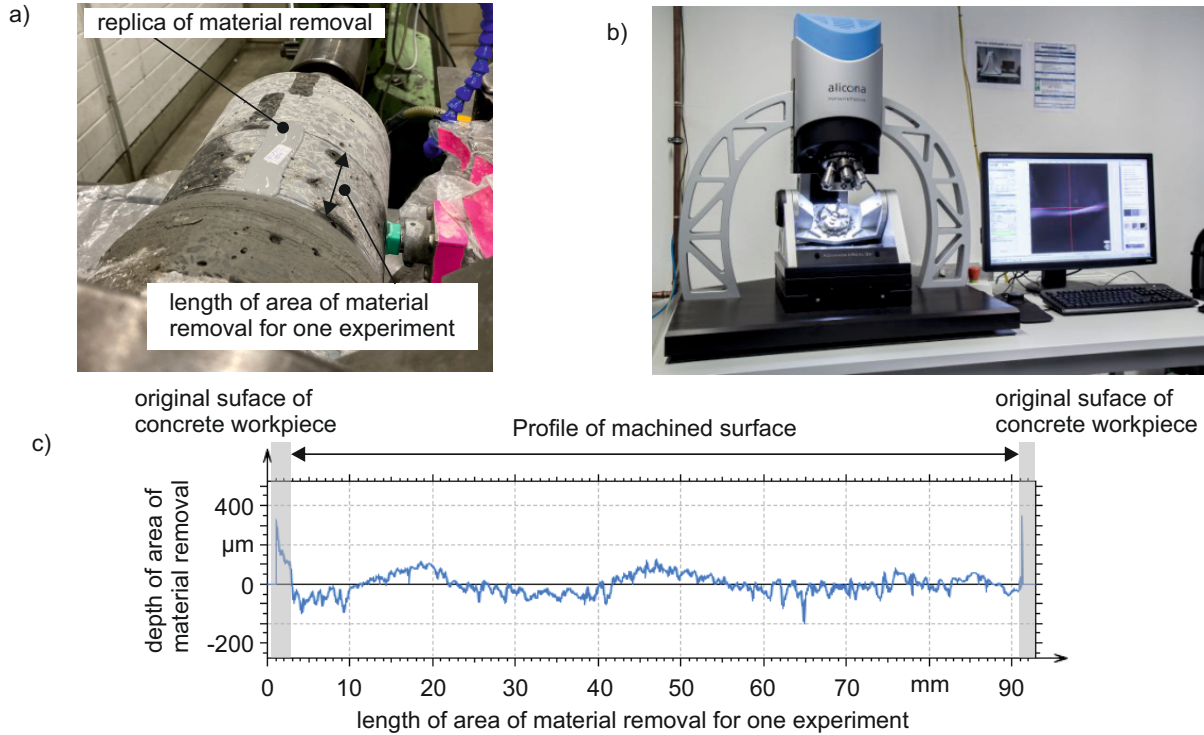 a)
replica of material removal
length of area of material
removal for one experiment
b)
alicona
original suface of
concrete workpiece
original suface of
concrete workpiece
c)
Profile of machined surface
depth of area of
material removal
400
µm
0
-200
0
10
20
30
40
50
60
70
mm
90
length of area of material removal for one experiment